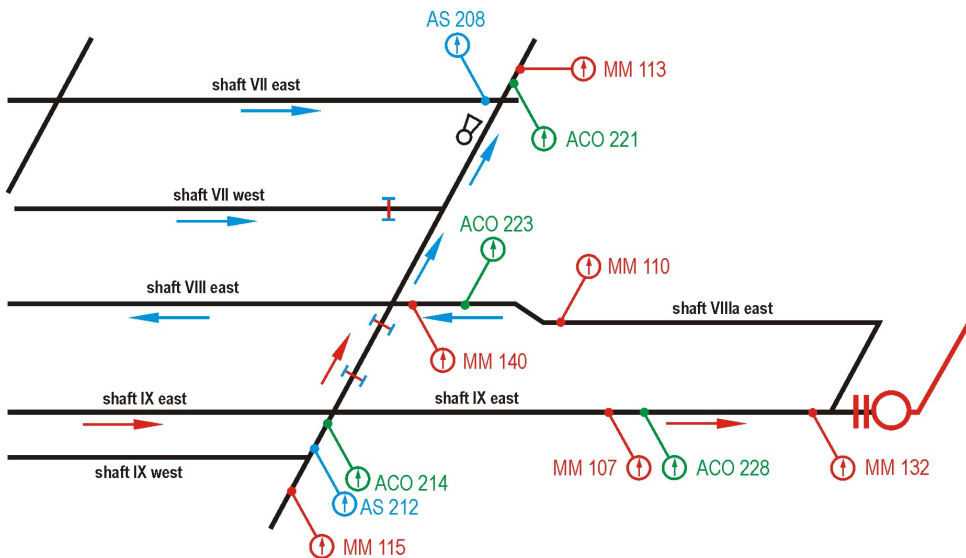 AS 208
MM 113
shaft VII east
ACO 221
shaft VII west
ACO 223
MM 110
shaft VIII east
shaft VIIIa east
MM 140
shaft IX east
shaft IX east
shaft IX west
ACO 214
MM 107
ACO 228
MM 132
AS 212
MM 115